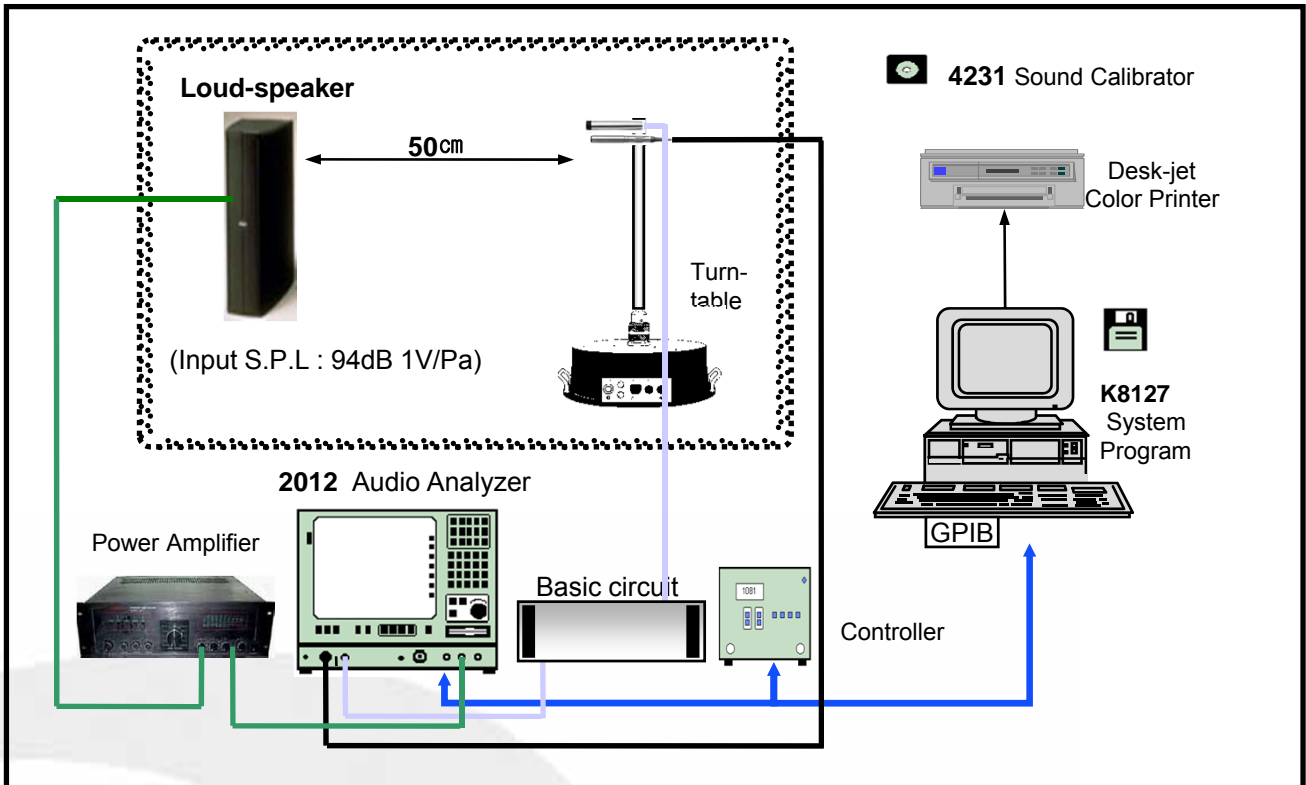 Loud-speaker
50㎝
4231 Sound Calibrator
Desk-jet
Color Printer
Turn-
table
(Input S.P.L : 94dB 1V/Pa)
K8127
System
Program
GPIB
2012 Audio Analyzer
Power Amplifier
Basic circuit
1081
Controller